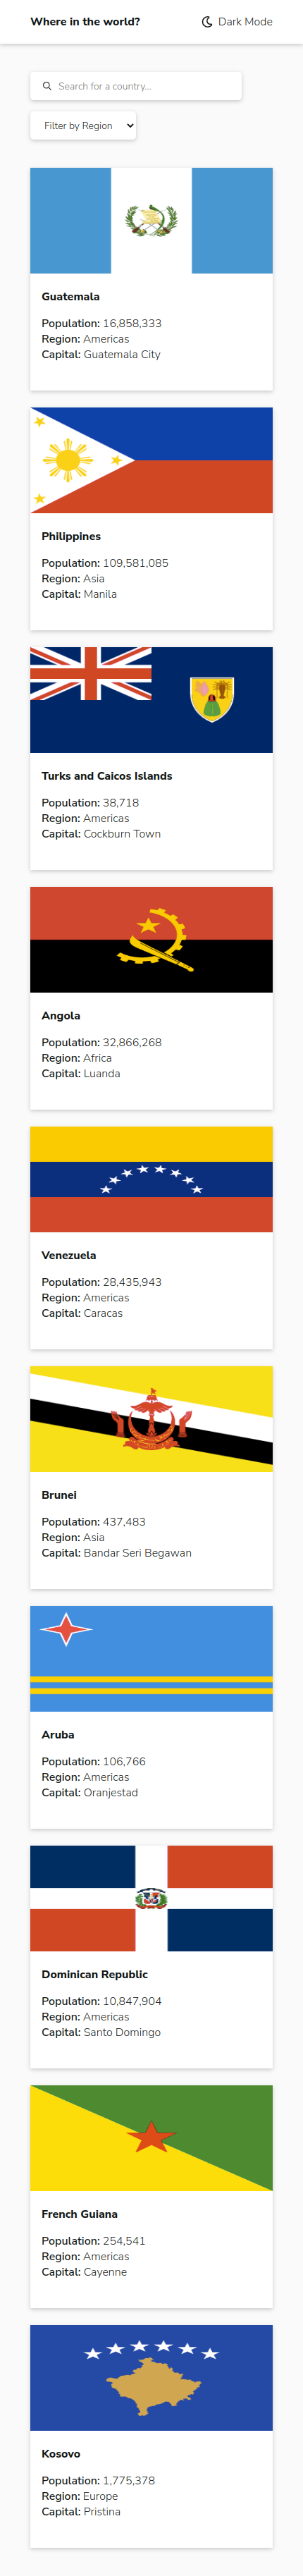 Where in the world?
Dark Mode
Search for a country...
Filter by Region
Guatemala
Population: 16,858,333
Region: Americas
Capital: Guatemala City
Philippines
Population: 109,581,085
Region: Asia
Capital: Manila
Turks and Caicos Islands
Population: 38,718
Region: Americas
Capital: Cockburn Town
Angola
Population: 32,866,268
Region: Africa
Capital: Luanda
Venezuela
Population: 28,435,943
Region: Americas
Capital: Caracas
Brunei
Population: 437,483
Region: Asia
Capital: Bandar Seri Begawan
Aruba
Population: 106,766
Region: Americas
Capital: Oranjestad
Dominican Republic
Population: 10,847,904
Region: Americas
Capital: Santo Domingo
French Guiana
Population: 254,541
Region: Americas
Capital: Cayenne
Kosovo
Population: 1,775,378
Region: Europe
Capital: Pristina